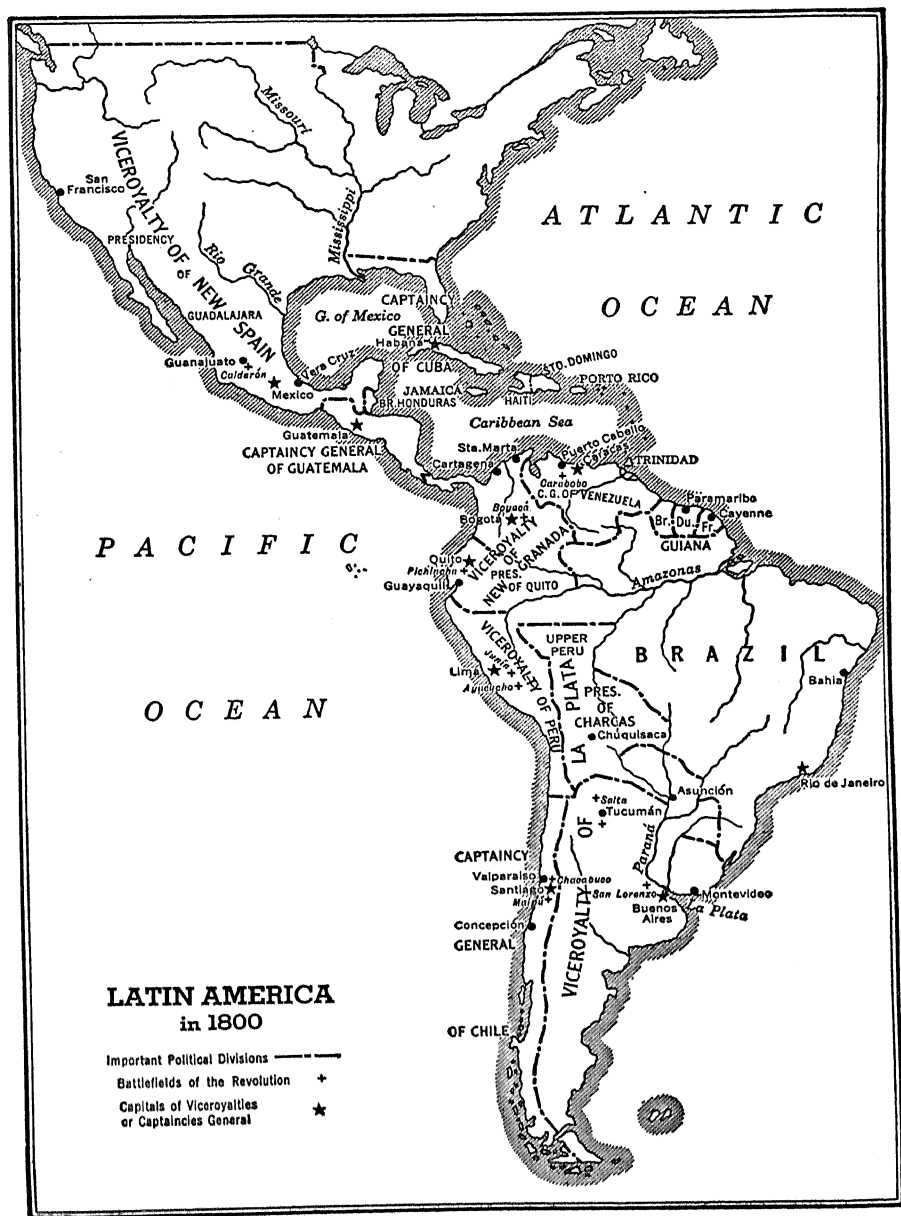 Missouri
Mississippi
San
Francisco
VICEROYALTY OF NEW SPAIN
PRESIDENCY
OF
GUADALAJARA
Rio Grande
ATLANTIC
OCEAN
G. of Mexico
CAPTAINCY
GENERAL
Habana
OF CUBA
Guanajuato
Calderón
Mexico
Vera Cruz
STO. DOMINGO
JAMAICA
HAITI
PORTO RICO
BR. HONDURAS
Caribbean Sea
Guatemala
CAPTAINCY GENERAL
OF GUATEMALA
Sta. Marta
Cartagena
Puerto Cabello
Caracas
TRINIDAD
Carabobo
C. G. OF VENEZUELA
Paramaribo
Cayenne
Br. Du. Fr.
GUIANA
Boyacá
Bogotá
VICEROYALTY
OF
NEW GRANADA
PACIFIC
OCEAN
Quito
Pichincha
Guayaquil
PRES.
OF QUITO
Amazonas
VICEROYALTY OF PERU
Junín
Lima
Ayucucho
UPPER
PERU
BRAZIL
Bahia
PRES.
OF
CHARCAS
Chuquisaca
Rio de Janeiro
VICEROYALTY OF LA PLATA
Salta
Tucumán
Asunción
Paraná
CAPTAINCY
Valparaiso
Chacabuco
Santiago
Maipú
San Lorenzo
Montevideo
Buenos
Aires
La Plata
Concepción
GENERAL
OF CHILE
LATIN AMERICA
in 1800
Important Political Divisions
Battlefields of the Revolution
Capitals of Viceroyalties
or Captaincies General